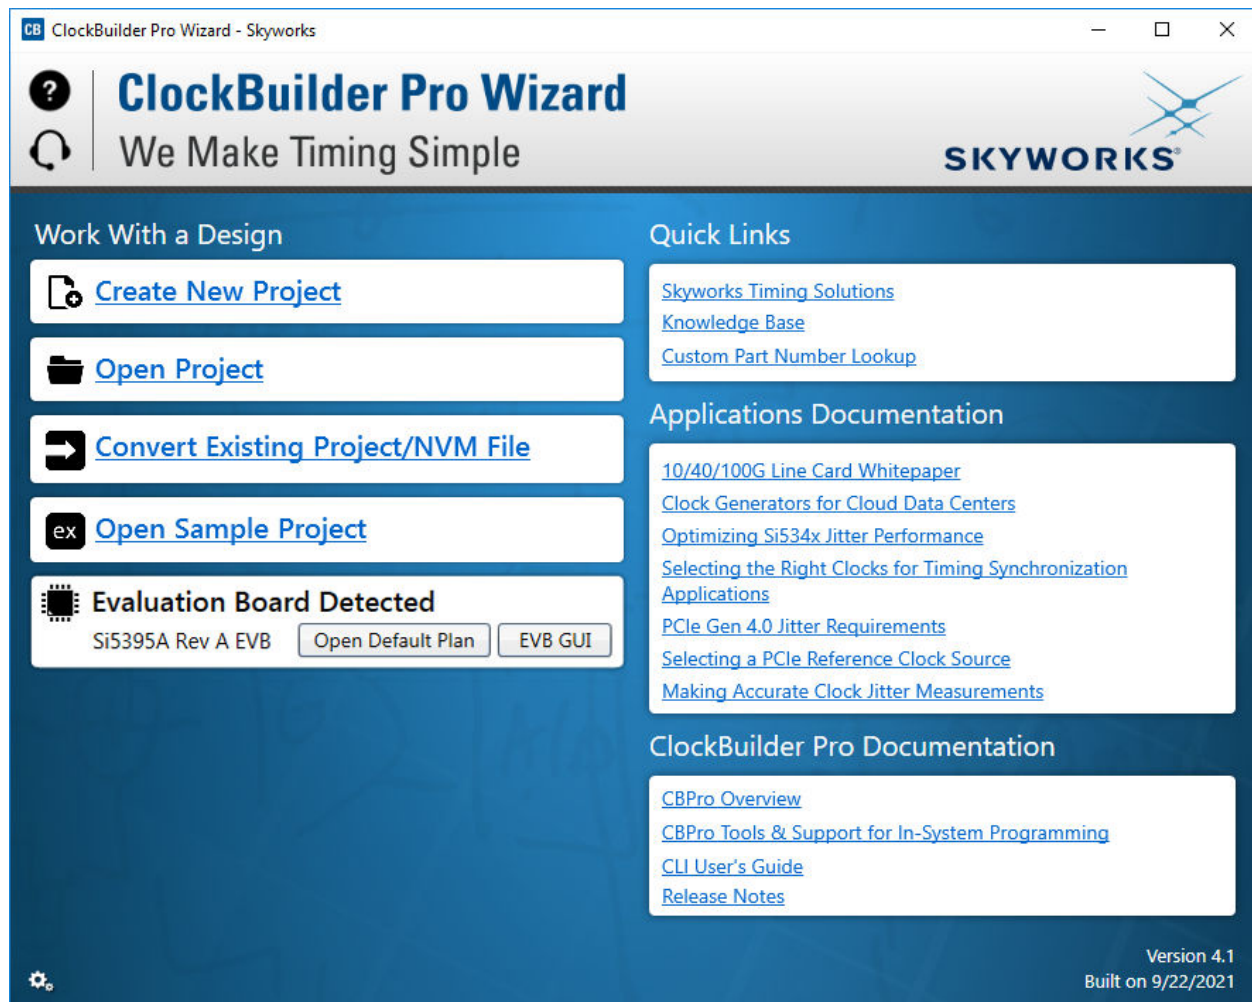 CB ClockBuilder Pro Wizard - Skyworks
?
ClockBuilder Pro Wizard
We Make Timing Simple
SKYWORKS®
Work With a Design
Create New Project
Open Project
Convert Existing Project/NVM File
ex Open Sample Project
Evaluation Board Detected
Si5395A Rev A EVB Open Default Plan EVB GUI
Quick Links
Skyworks Timing Solutions
Knowledge Base
Custom Part Number Lookup
Applications Documentation
10/40/100G Line Card Whitepaper
Clock Generators for Cloud Data Centers
Optimizing Si534x Jitter Performance
Selecting the Right Clocks for Timing Synchronization
Applications
PCIe Gen 4.0 Jitter Requirements
Selecting a PCIe Reference Clock Source
Making Accurate Clock Jitter Measurements
ClockBuilder Pro Documentation
CBPro Overview
CBPro Tools & Support for In-System Programming
CLI User's Guide
Release Notes
Version 4.1
Built on 9/22/2021